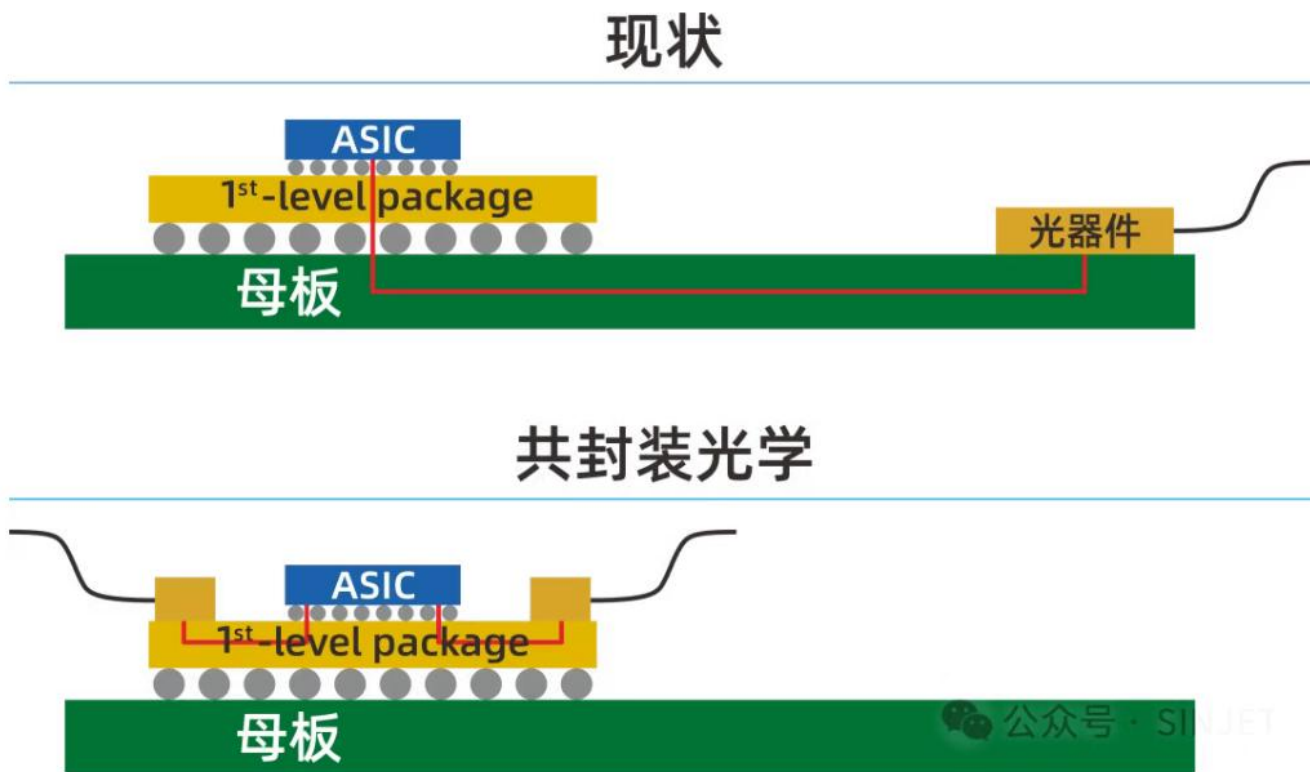 现状
ASIC
1st-level package
光器件
母板
共封装光学
ASIC
1st-level package
母板
公众号 · SINJET